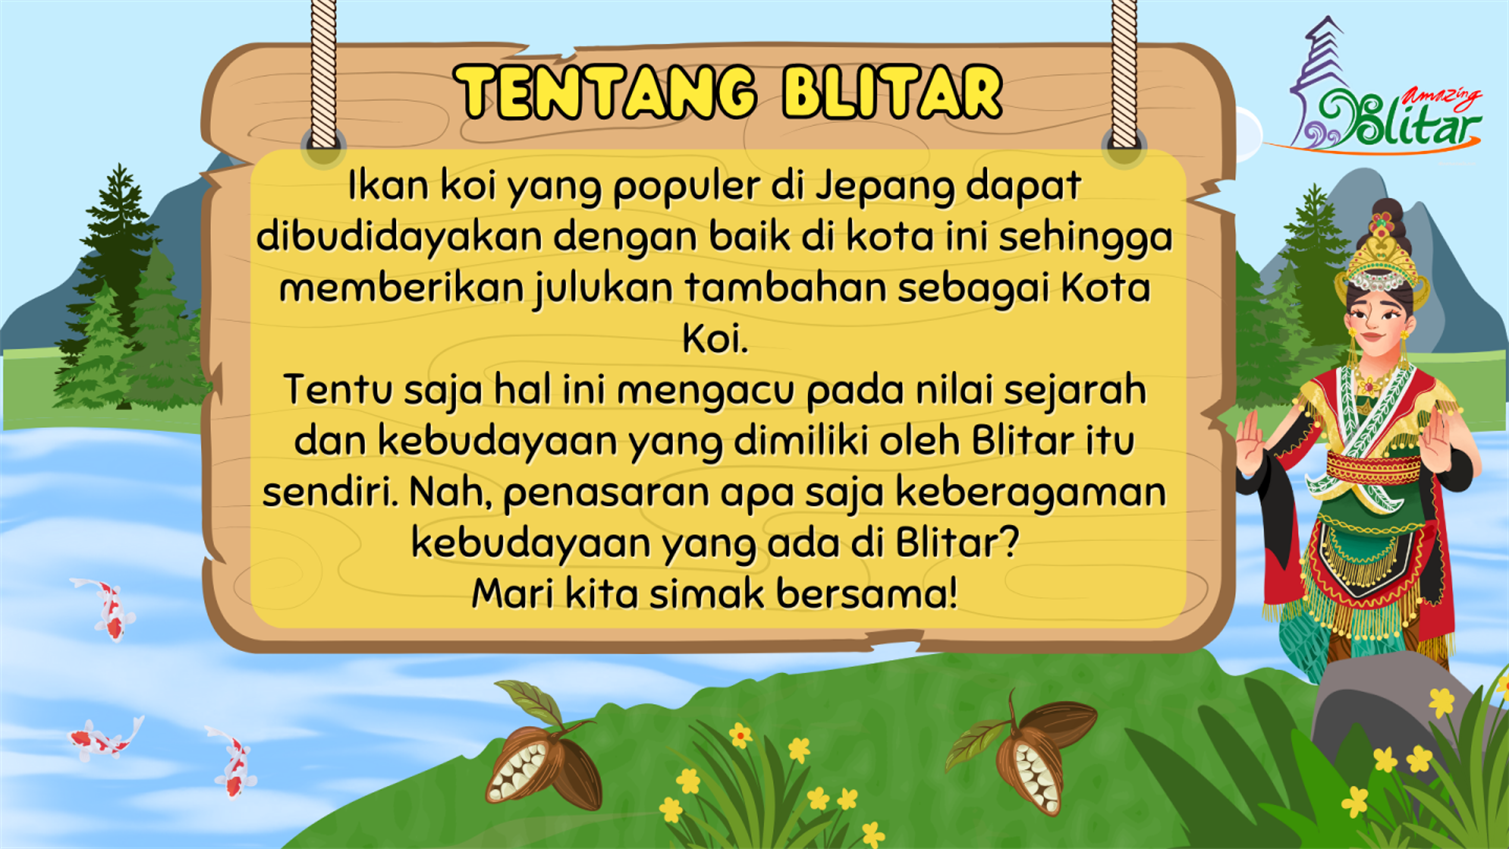 TENTANG BLITAR
amazing
Blitar
Ikan koi yang populer di Jepang dapat
dibudidayakan dengan baik di kota ini sehingga
memberikan julukan tambahan sebagai Kota
Koi.
Tentu saja hal ini mengacu pada nilai sejarah
dan kebudayaan yang dimiliki oleh Blitar itu
sendiri. Nah, penasaran apa saja keberagaman
kebudayaan yang ada di Blitar?
Mari kita simak bersama!